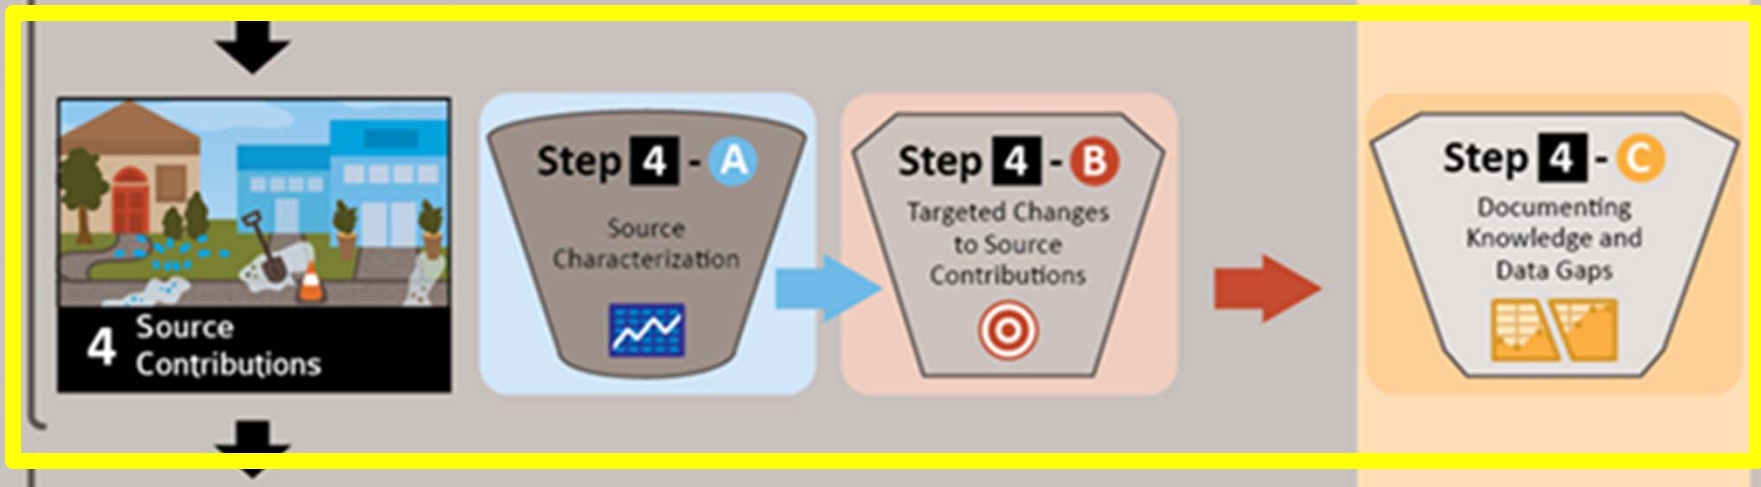 4 Source
Contributions
Step 4 - A
Source
Characterization
Step 4 - B
Targeted Changes
to Source
Contributions
Step 4 - C
Documenting
Knowledge and
Data Gaps